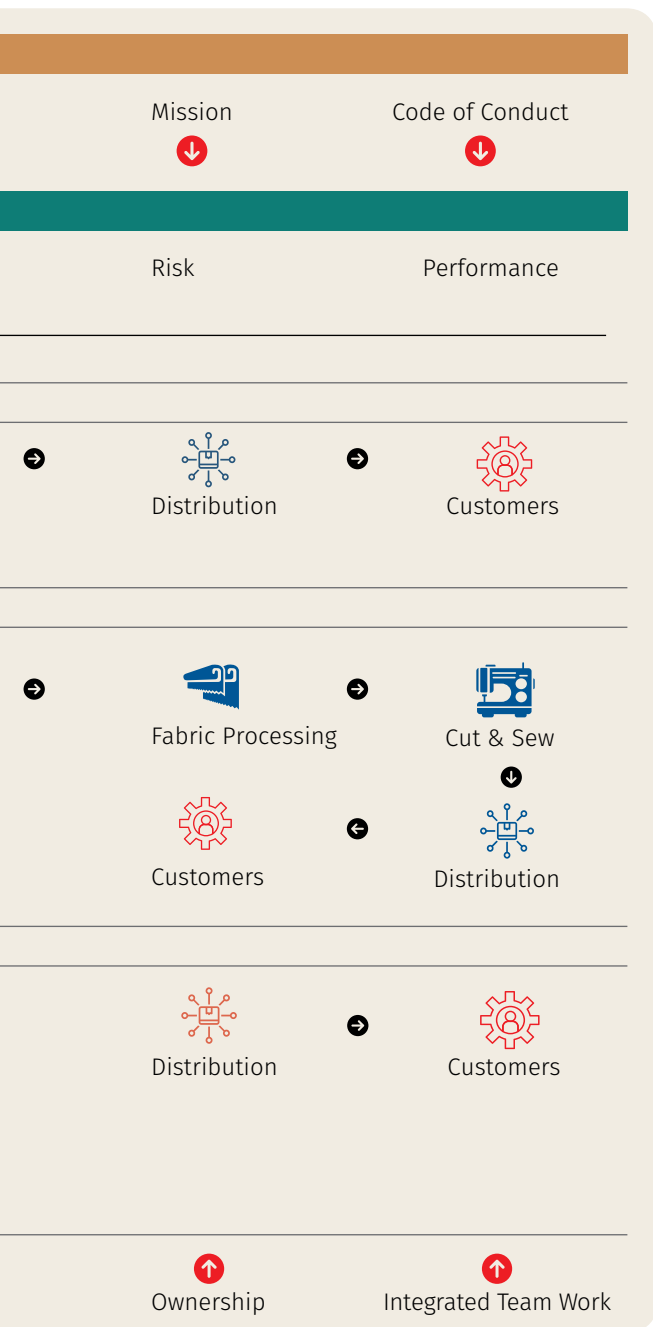 Mission
Code of Conduct
Risk
Performance
Distribution
Customers
Fabric Processing
Cut & Sew
Customers
Distribution
Distribution
Customers
Ownership
Integrated Team Work